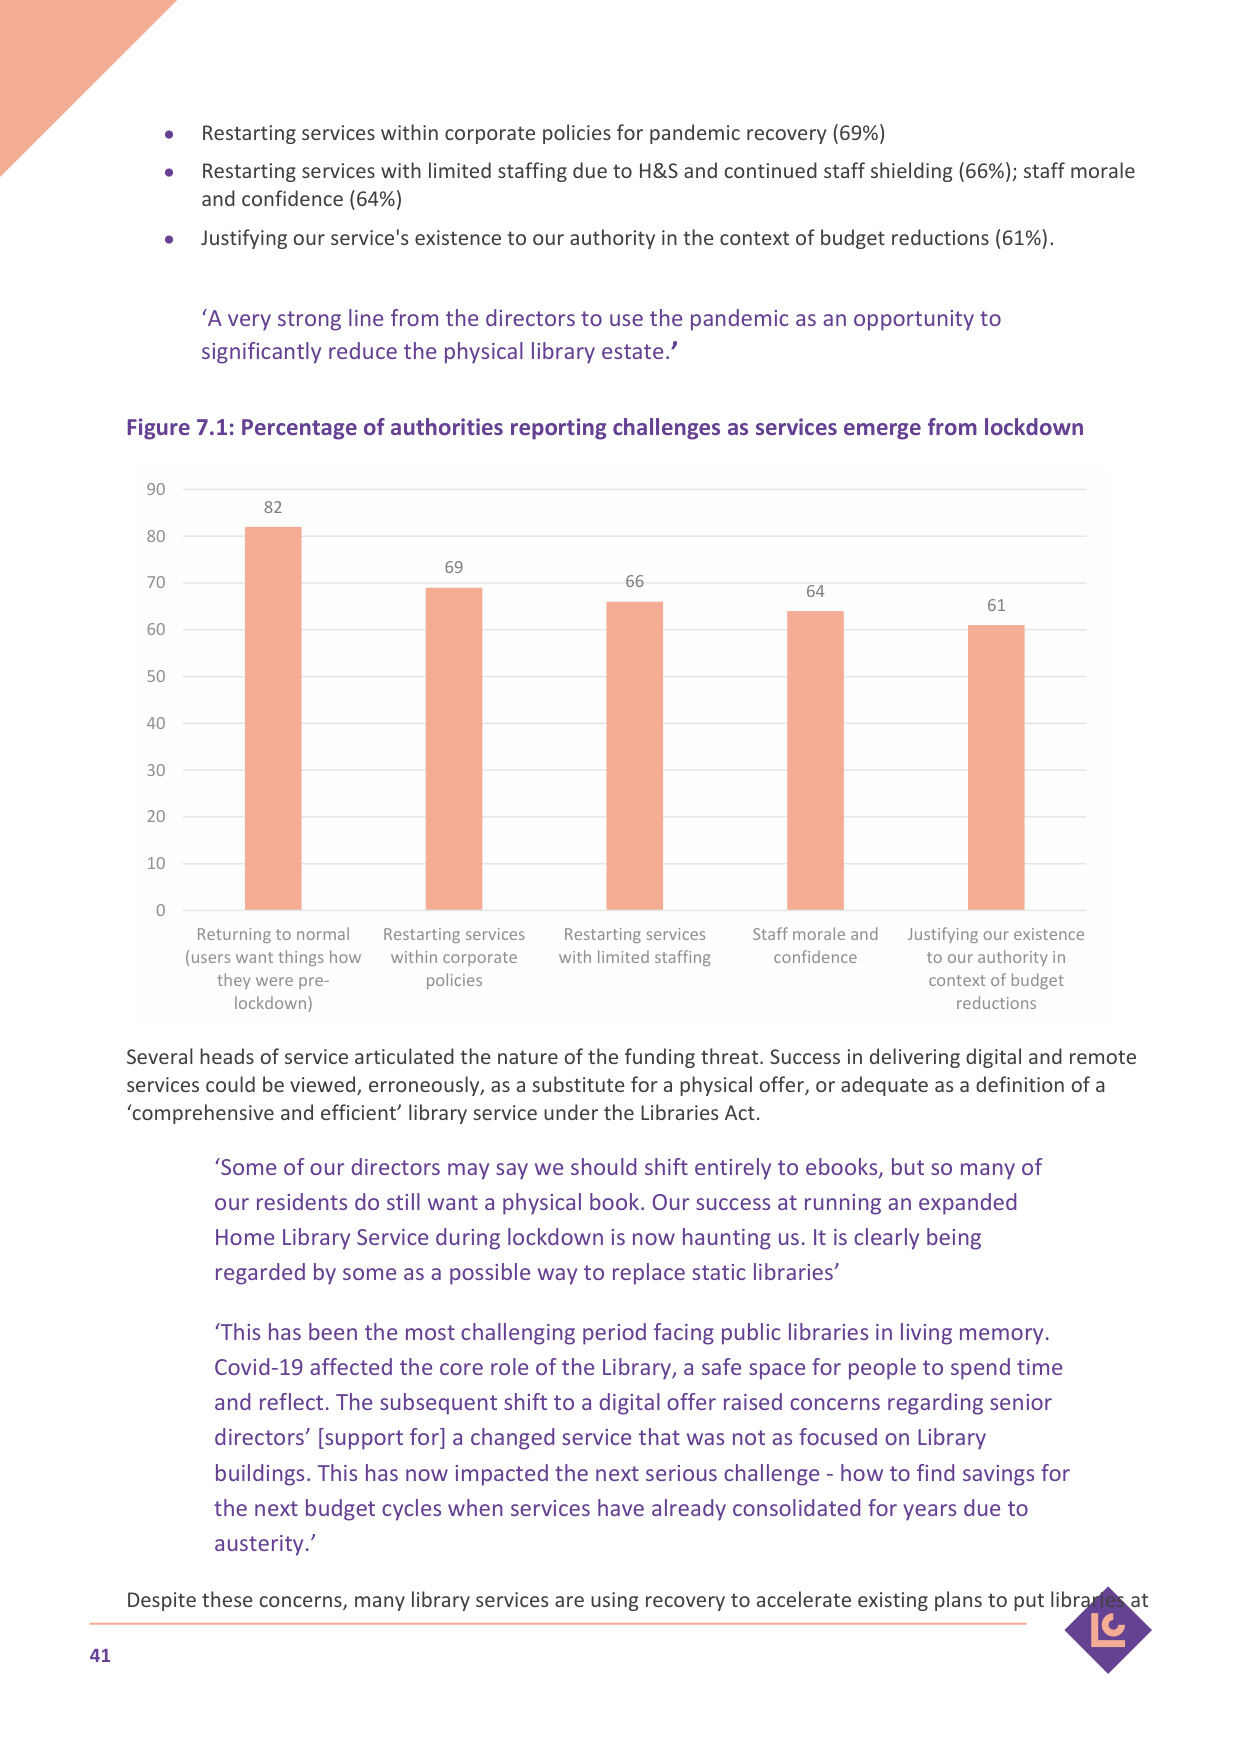 Restarting services within corporate policies for pandemic recovery (69%)
Restarting services with limited staffing due to H&S and continued staff shielding (66%); staff morale
and confidence (64%)
Justifying our service's existence to our authority in the context of budget reductions (61%).
‘A very strong line from the directors to use the pandemic as an opportunity to
significantly reduce the physical library estate.’
Figure 7.1: Percentage of authorities reporting challenges as services emerge from lockdown
90
80
70
60
50
40
30
20
10
0
82
69
66
64
61
Returning to normal
(users want things how
they were pre-
lockdown)
Restarting services
within corporate
policies
Restarting services
with limited staffing
Staff morale and
confidence
Justifying our existence
to our authority in
context of budget
reductions
Several heads of service articulated the nature of the funding threat. Success in delivering digital and remote
services could be viewed, erroneously, as a substitute for a physical offer, or adequate as a definition of a
‘comprehensive and efficient’ library service under the Libraries Act.
‘Some of our directors may say we should shift entirely to ebooks, but so many of
our residents do still want a physical book. Our success at running an expanded
Home Library Service during lockdown is now haunting us. It is clearly being
regarded by some as a possible way to replace static libraries’
‘This has been the most challenging period facing public libraries in living memory.
Covid-19 affected the core role of the Library, a safe space for people to spend time
and reflect. The subsequent shift to a digital offer raised concerns regarding senior
directors’ [support for] a changed service that was not as focused on Library
buildings. This has now impacted the next serious challenge - how to find savings for
the next budget cycles when services have already consolidated for years due to
austerity.’
Despite these concerns, many library services are using recovery to accelerate existing plans to put libraries at
41